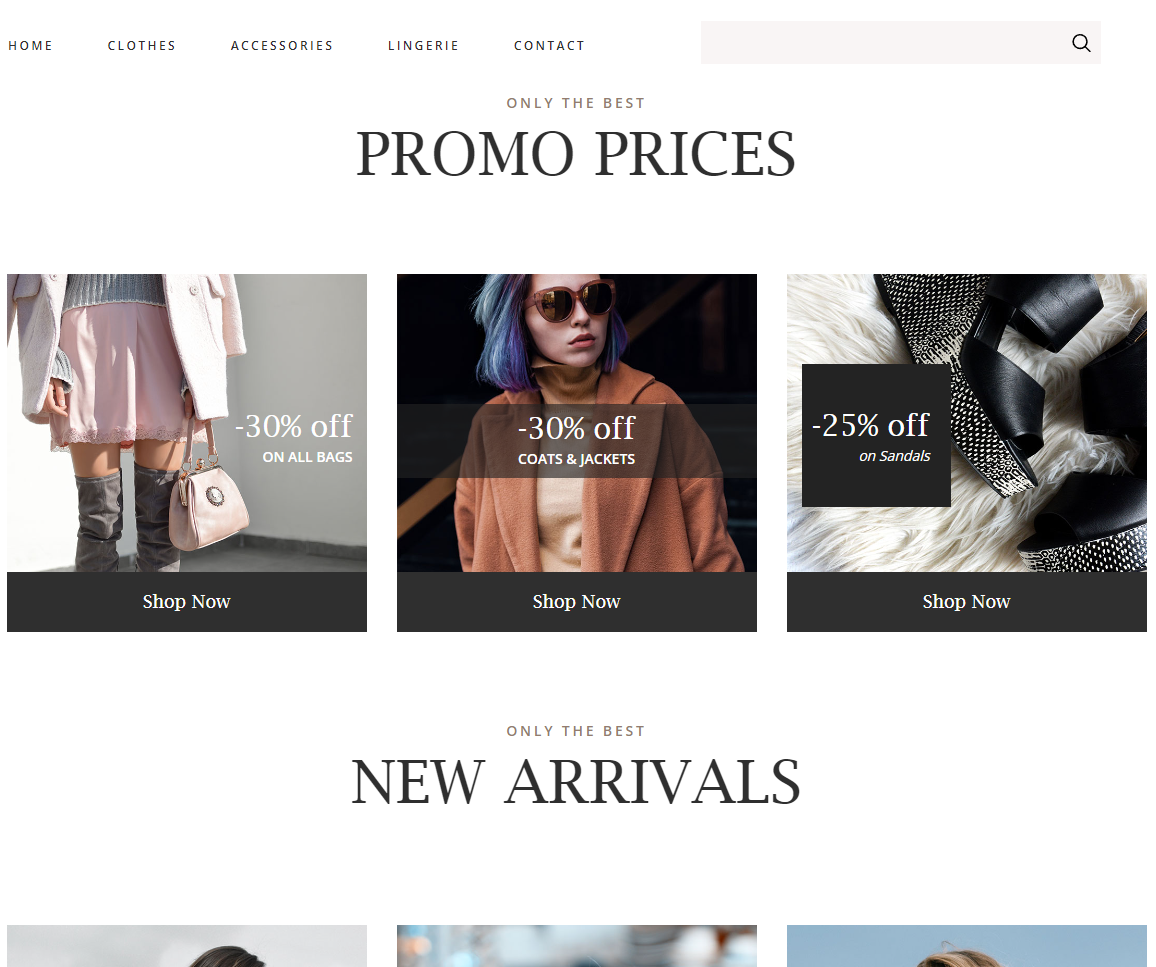 HOME CLOTHES ACCESSORIES LINGERIE CONTACT
ONLY THE BEST
PROMO PRICES
-30% off
ON ALL BAGS
-30% off
COATS & JACKETS
-25% off
on Sandals
Shop Now
Shop Now
Shop Now
ONLY THE BEST
NEW ARRIVALS